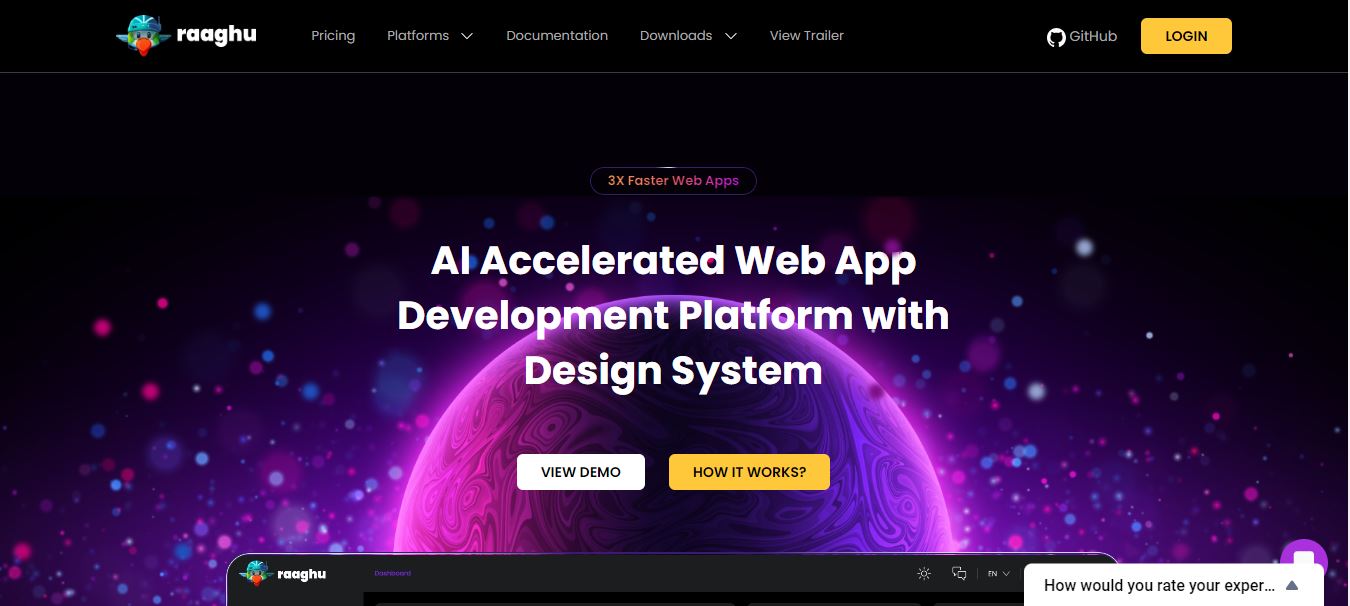 raaghu
Pricing
Platforms
Documentation
Downloads
View Trailer
GitHub
LOGIN
3X Faster Web Apps
AI Accelerated Web App
Development Platform with
Design System
VIEW DEMO
HOW IT WORKS?
raaghu
Dashboard
EN
How would you rate your exper...